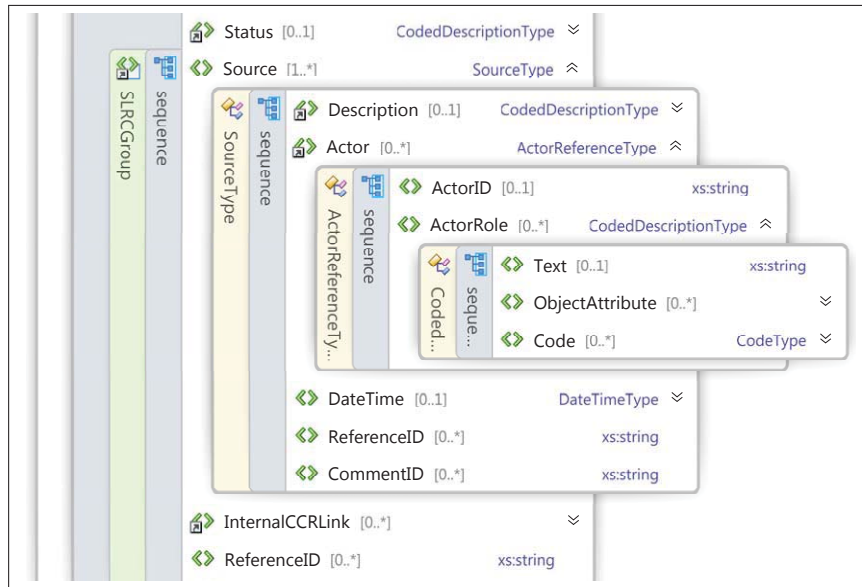 Status [0..1] CodedDescriptionType
Source [1..*] SourceType
SLRCGroup
sequence
SourceType
sequence
Description [0..1] CodedDescriptionType
Actor [0..*] ActorReferenceType
ActorReferenceTy...
sequence
ActorID [0..1] xs:string
ActorRole [0..*] CodedDescriptionType
Coded...
seque...
Text [0..1] xs:string
ObjectAttribute [0..*]
Code [0..*] CodeType
DateTime [0..1] DateTimeType
ReferenceID [0..*] xs:string
CommentID [0..*] xs:string
InternalCCRLink [0..*]
ReferenceID [0..*] xs:string